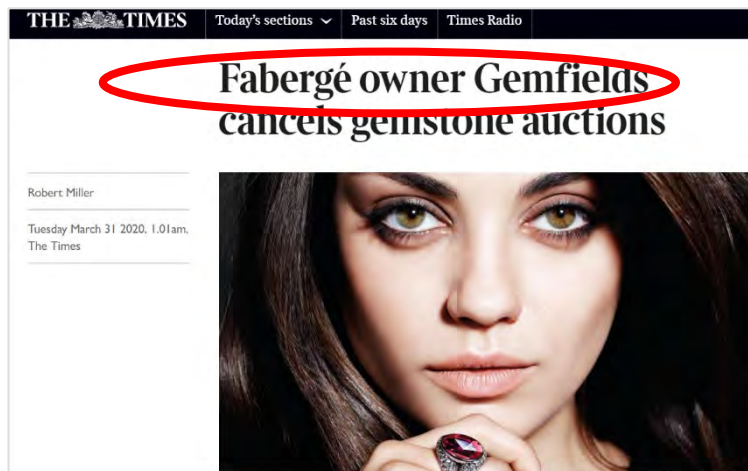 THE TIMES Today's sections Past six days Times Radio
Fabergé owner Gemfields
cancels gemstone auctions
Robert Miller
Tuesday March 31 2020, 1.01am,
The Times